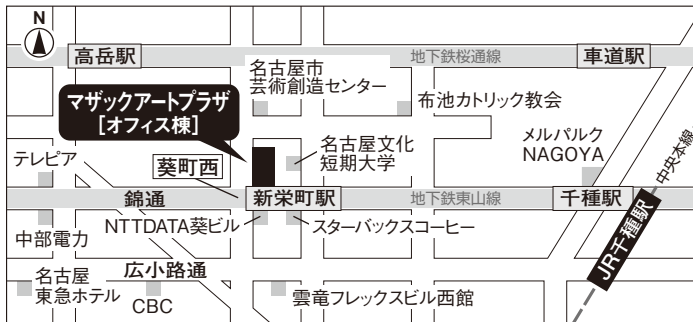 N
高岳駅
地下鉄桜通線
車道駅
名古屋市
芸術創造センター
マザックアートプラザ
[オフィス棟]
布池カトリック教会
名古屋文化
短期大学
メルパルク
NAGOYA
中央本線
テレピア
葵町西
錦通
新栄町駅
地下鉄東山線
千種駅
JR千種駅
中部電力
NTTDATA葵ビル
スターバックスコーヒー
広小路通
名古屋
東急ホテル
CBC
雲竜フレックスビル西館